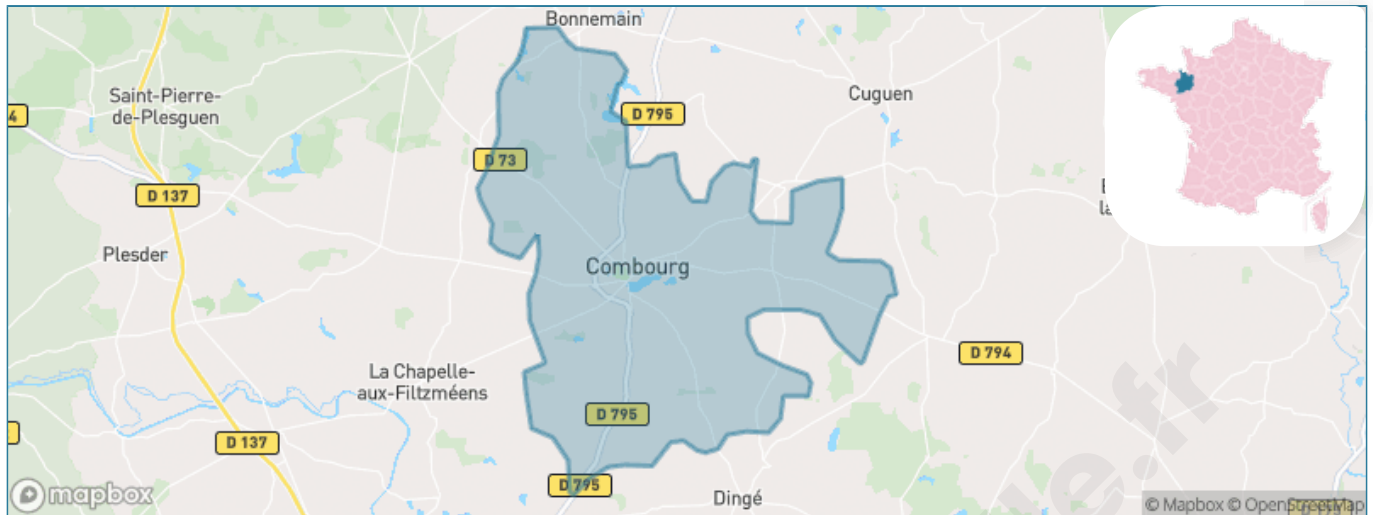 Bonnemain
Saint-Pierre-
de-Plesguen
Cuguen
4
D 795
D 73
D 137
Plesder
Combourg
D 794
La Chapelle-
aux-Filtzméens
D 795
D 137
D 795
Dingé
mapbox
© Mapbox © OpenStreetMap